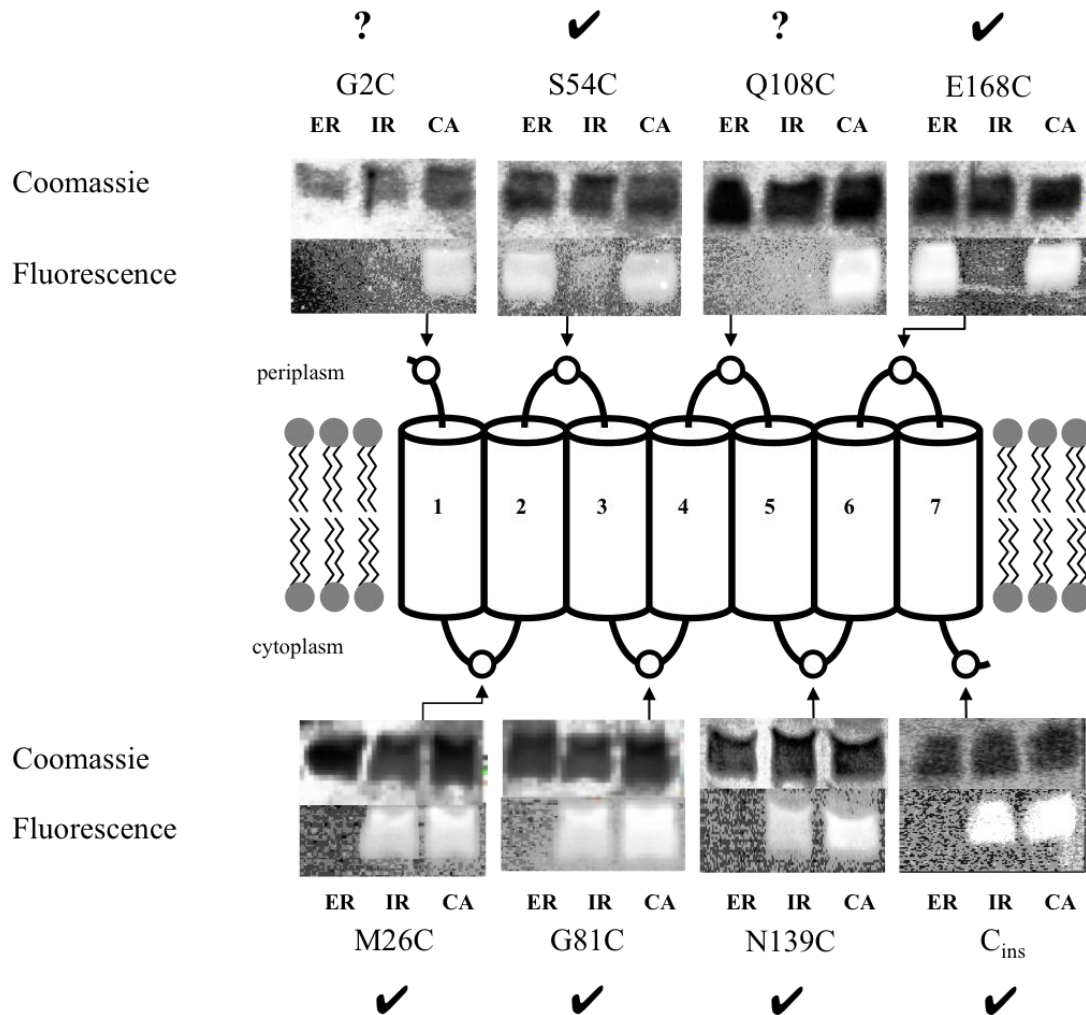 ? ✔ ? ✔
G2C S54C Q108C E168C
ER IR CA ER IR CA ER IR CA ER IR CA
Coomassie
Fluorescence
periplasm
1 2 3 4 5 6 7
cytoplasm
Coomassie
Fluorescence
ER IR CA ER IR CA ER IR CA ER IR CA
M26C G81C N139C Cins
✔ ✔ ✔ ✔